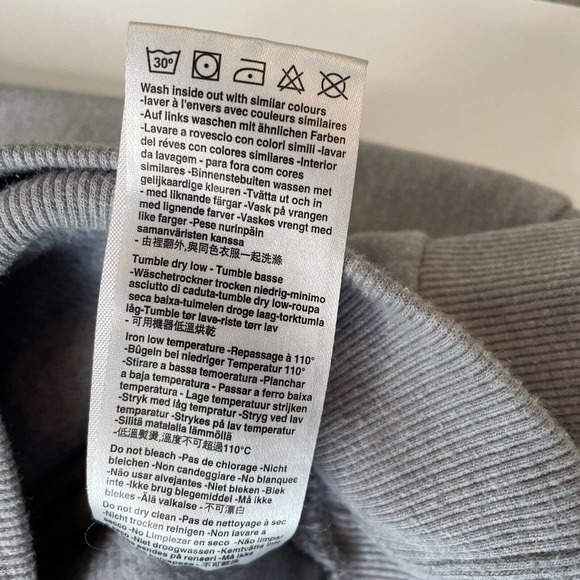 30°
Wash inside out with similar colours
-laver à l'envers avec couleurs similaires
-Auf links waschen mit ähnlichen Farben
-Lavare a rovescio con colori simili -lavar
del réves con colores similares -Interior
da lavagem - para fora com cores
similares -Binnenstebuiten wassen met
gelijkaardige kleuren -Tvätta ut och in
- med liknande färgar -Vask på vrangen
med lignende farver -Vaskes vrengt med
like farger -Pese nurinpäin
samanväristen kanssa
- 由裡翻外,與同色衣服一起洗滌
Tumble dry low - Tumble basse
-Wäschetrockner trocken niedrig-minimo
asciutto di caduta-tumble dry low-roupa
seca baixa-tuimelen droge laag-torktumla
låg-Tumble tør lave-riste tørr lav
- 可用機器低溫烘乾
Iron low temperature -Repassage à 110°
-Bügeln bei niedriger Temperatur 110°
-Stirare a bassa temoeratura -Planchar
a baja temperatura - Passar a ferro baixa
temperatura - Lage temperatuur strijken
-Stryk med låg tempratur -Stryg ved lav
temparatur -Strykes på lav temperatur
-Silitä matalalla lämmöllä
-低溫熨燙,溫度不可超過110°C
Do not bleach -Pas de chlorage -Nicht
bleichen -Non candeggiare -No blanquee
-Não usar alvejantes -Niet bleken -Blek
inte -Ikke brug blegemiddel -Má ikke
blekes -Älä valkaise -不可漂白
Do not dry clean -Pas de nettoyage à sec
-Nicht trocken reinigen -Non lavare a
secco -No Limpiezar en seco -Não
seco -Niet droogwassen -Kemtvätta inte
på renseri -Má ikke